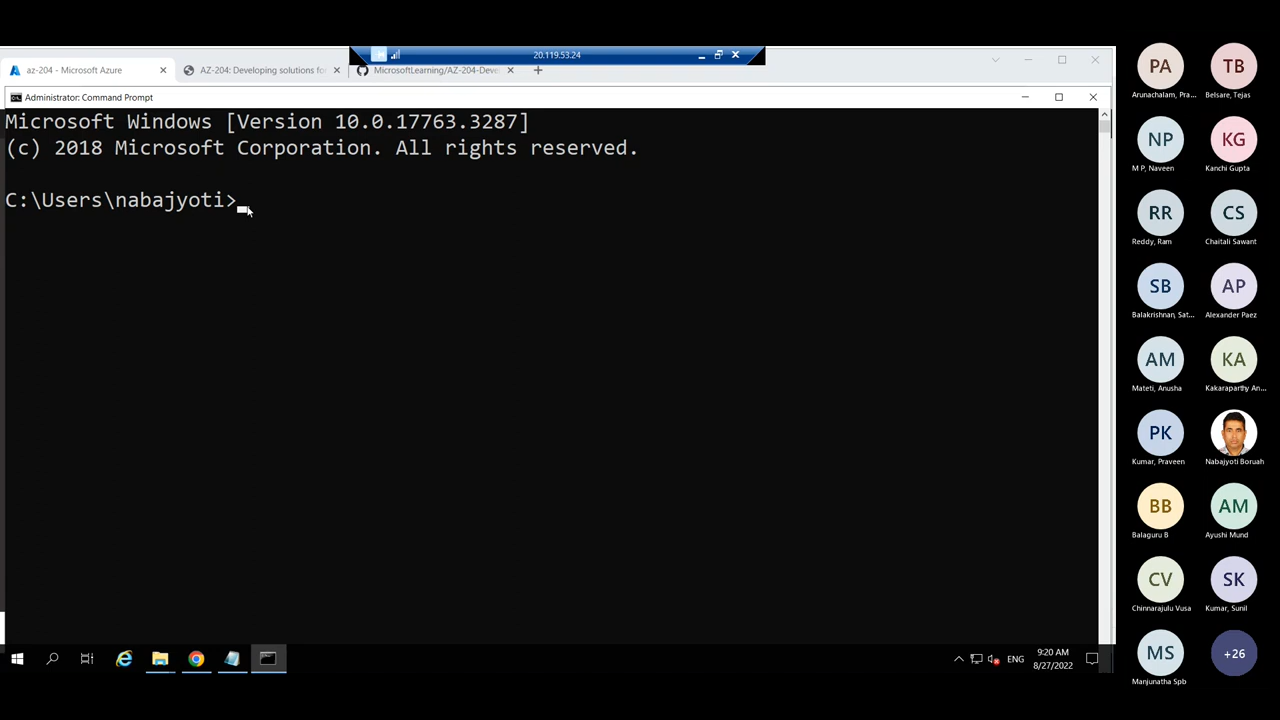 20.119.53.24
az-204 - Microsoft Azure
AZ-204: Developing solutions fo
MicrosoftLearning/AZ-204-Deve
Administrator: Command Prompt
Microsoft Windows [Version 10.0.17763.3287]
(c) 2018 Microsoft Corporation. All rights reserved.
C:\Users\nabajyoti>
ENG
9:20 AM
8/27/2022
PA
Arunachalam, Pra...
TB
Belsare, Tejas
NP
M P, Naveen
KG
Kanchi Gupta
RR
Reddy, Ram
CS
Chaitali Sawant
SB
Balakrishnan, Sat...
AP
Alexander Paez
AM
Mateti, Anusha
KA
Kakaraparthy An...
PK
Kumar, Praveen
Nabajyoti Boruah
BB
Balaguru B
AM
Ayushi Mund
CV
Chinnarajulu Vusa
SK
Kumar, Sunil
MS
Manjunatha Spb
+26